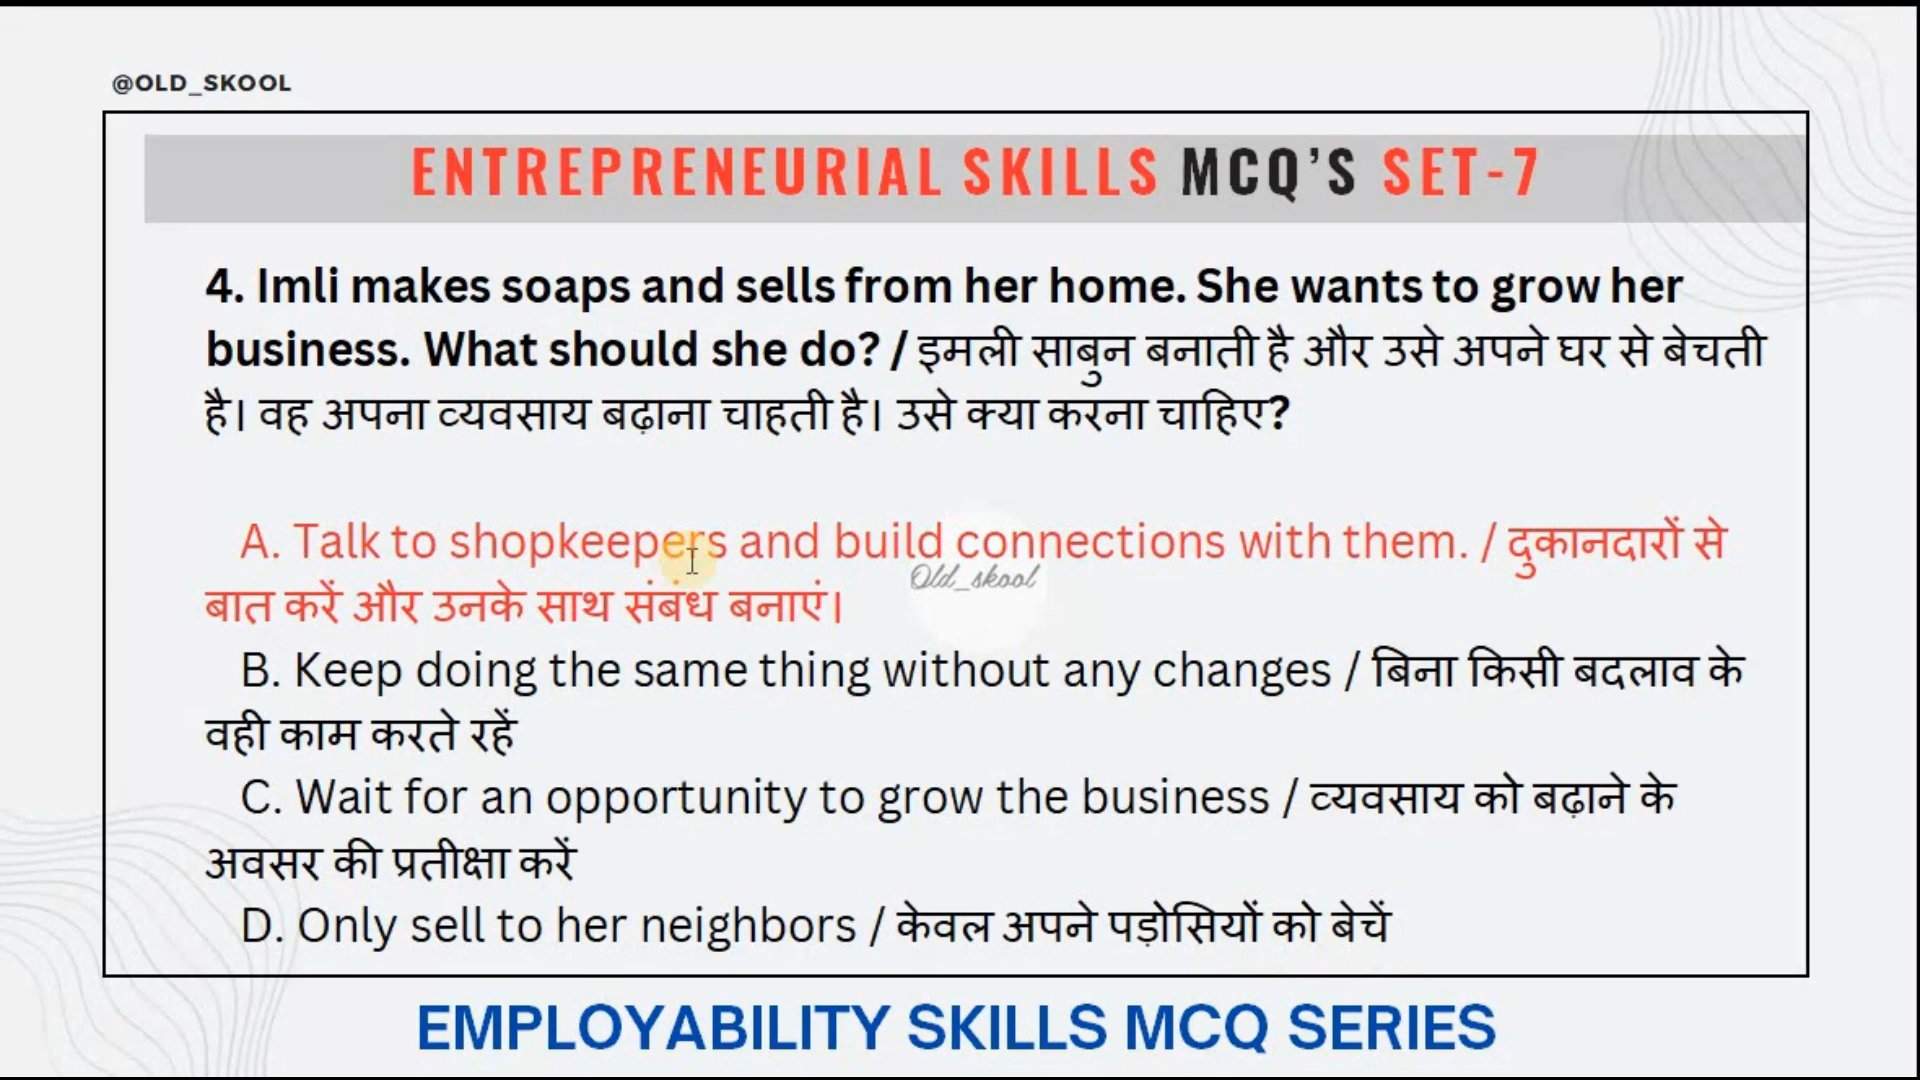 @OLD_SKOOL
ENTREPRENEURIAL SKILLS MCQ'S SET-7
4. Imli makes soaps and sells from her home. She wants to grow her
business. What should she do? / इमली साबुन बनाती है और उसे अपने घर से बेचती
है। वह अपना व्यवसाय बढ़ाना चाहती है। उसे क्या करना चाहिए?
A. Talk to shopkeepers and build connections with them. / दुकानदारों से
Old_skool
बात करें और उनके साथ संबंध बनाएं।
B. Keep doing the same thing without any changes / बिना किसी बदलाव के
वही काम करते रहें
C. Wait for an opportunity to grow the business / व्यवसाय को बढ़ाने के
अवसर की प्रतीक्षा करें
D. Only sell to her neighbors / केवल अपने पड़ोसियों को बेचें
EMPLOYABILITY SKILLS MCQ SERIES